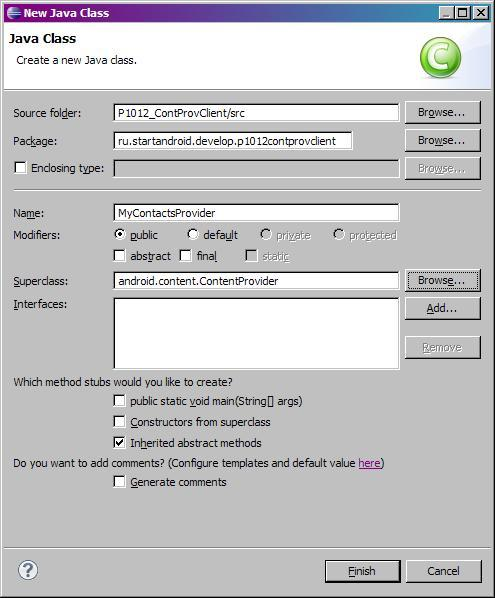 New Java Class
Java Class
Create a new Java class.
C
Source folder: P1012_ContProvClient/src Browse...
Package: ru.startandroid.develop.p1012contprovclient Browse...
Enclosing type: Browse...
Name: MyContactsProvider
Modifiers: public default private protected
abstract final static
Superclass: android.content.ContentProvider Browse...
Interfaces: Add...
Remove
Which method stubs would you like to create?
public static void main(String[] args)
Constructors from superclass
Inherited abstract methods
Do you want to add comments? (Configure templates and default value here)
Generate comments
? Finish Cancel